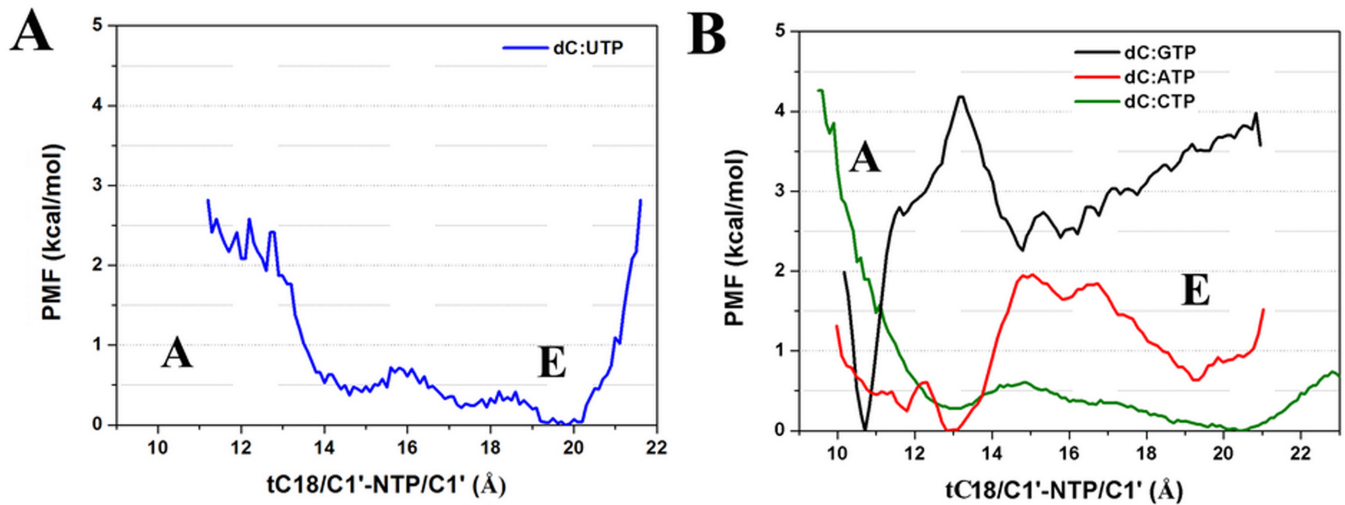 A
5
4
3
2
1
0
PMF (kcal/mol)
dC:UTP
A
E
10 12 14 16 18 20 22
tC18/C1'-NTP/C1' (Å)
B
5
4
3
2
1
0
PMF (kcal/mol)
dC:GTP
dC:ATP
dC:CTP
A
E
10 12 14 16 18 20 22
tC18/C1'-NTP/C1' (Å)